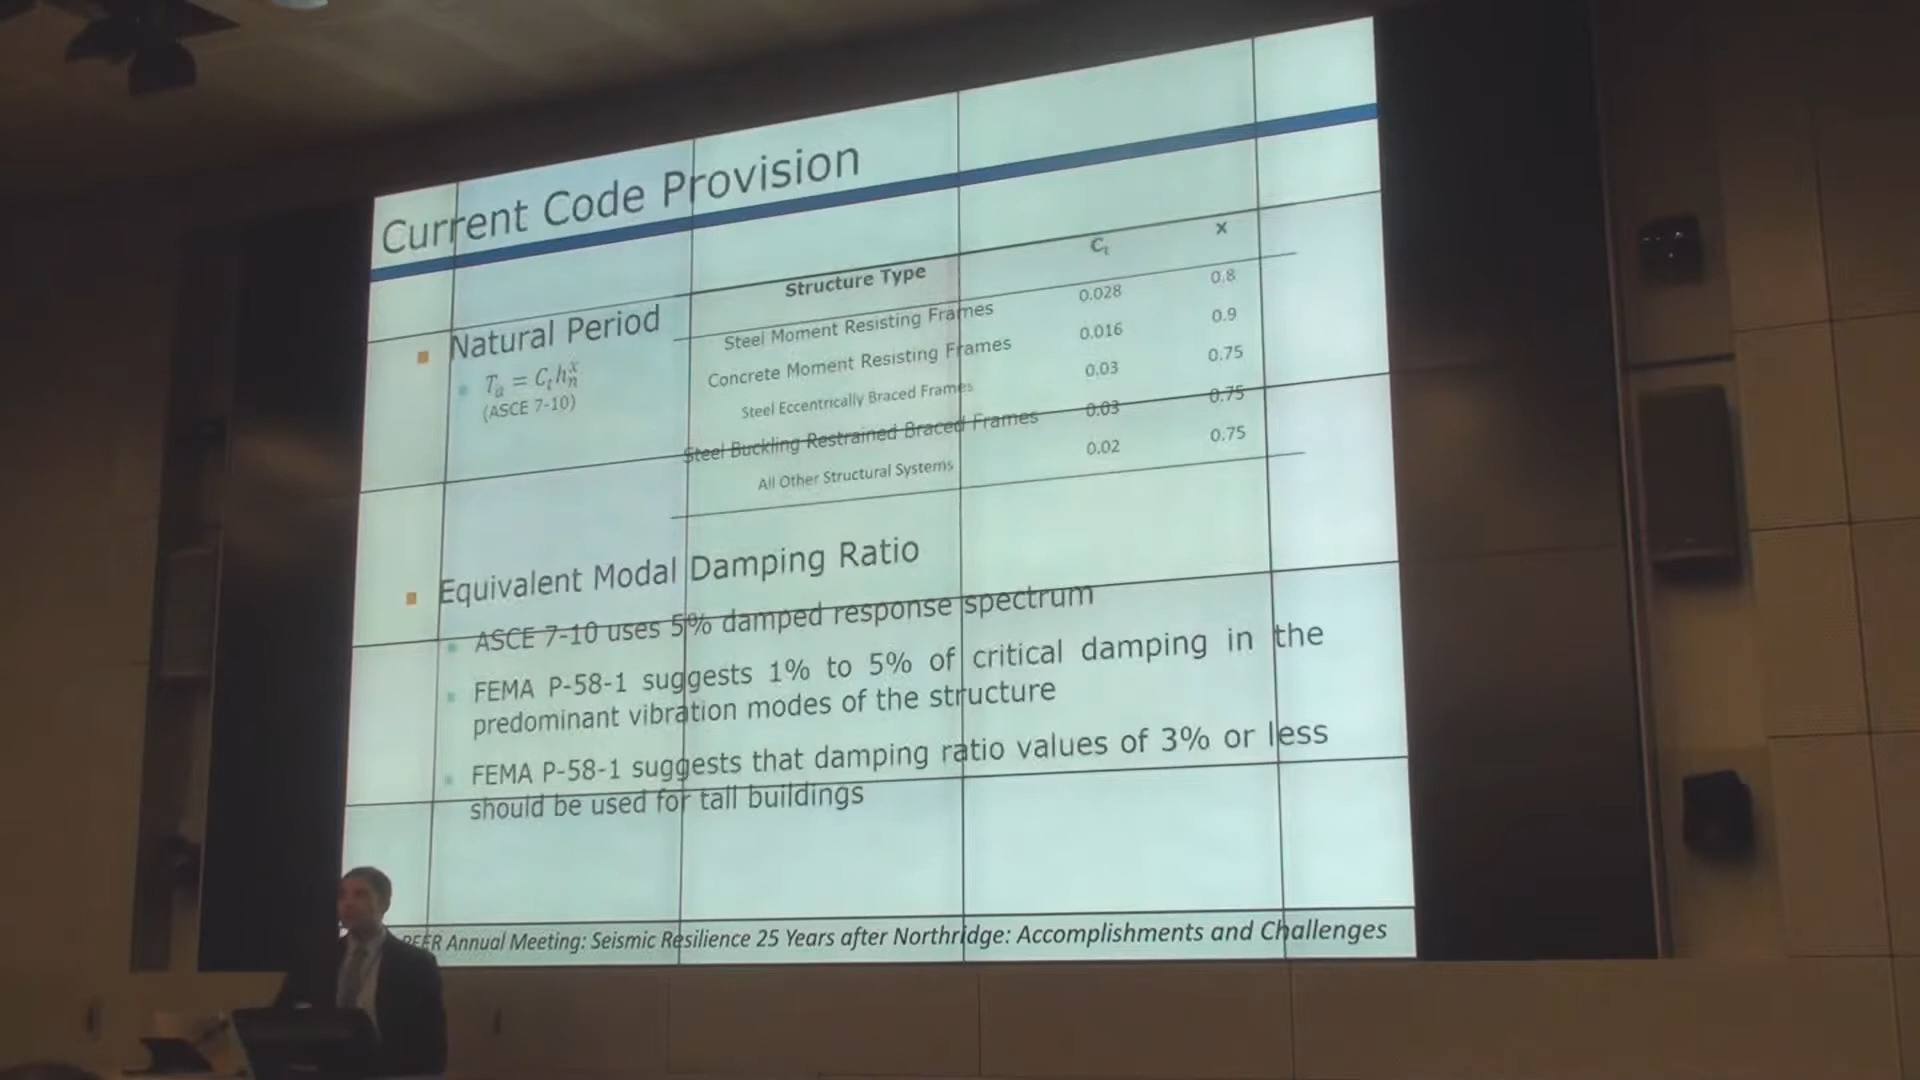 Current Code Provision
Natural Period
Tₐ = Cₜhₙˣ
(ASCE 7-10)
Structure Type Cₜ x
Steel Moment Resisting Frames 0.028 0.8
Concrete Moment Resisting Frames 0.016 0.9
Steel Eccentrically Braced Frames 0.03 0.75
Steel Buckling Restrained Braced Frames 0.03 0.75
All Other Structural Systems 0.02 0.75
Equivalent Modal Damping Ratio
ASCE 7-10 uses 5% damped response spectrum
FEMA P-58-1 suggests 1% to 5% of critical damping in the
predominant vibration modes of the structure
FEMA P-58-1 suggests that damping ratio values of 3% or less
should be used for tall buildings
PEER Annual Meeting: Seismic Resilience 25 Years after Northridge: Accomplishments and Challenges